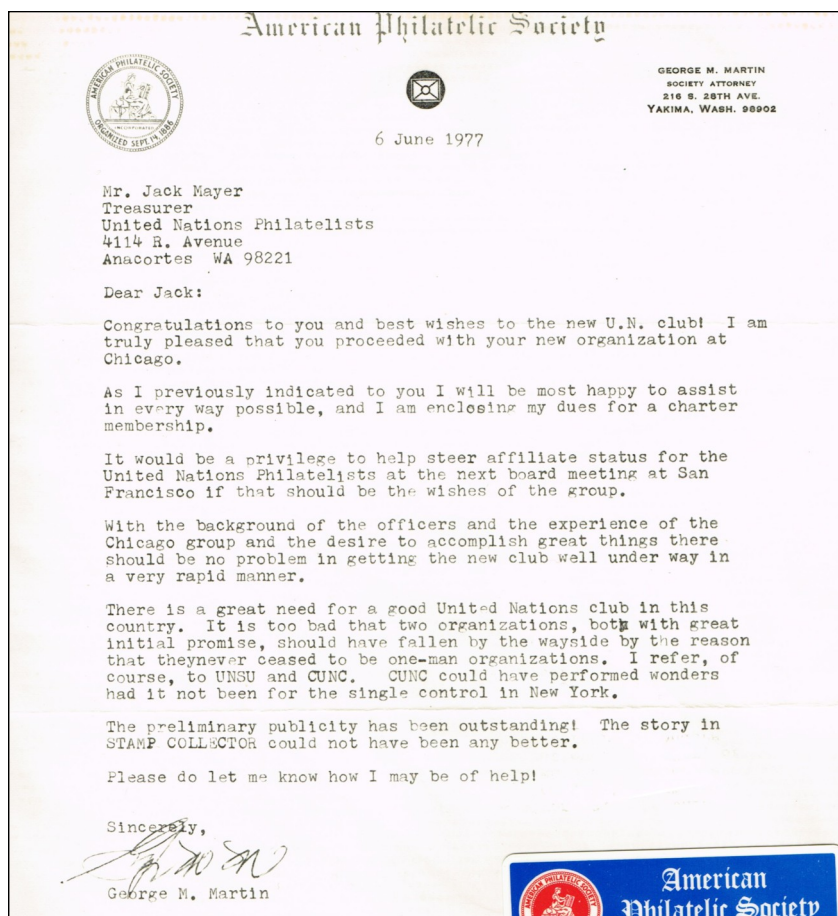 American Philatelic Society
AMERICAN PHILATELIC SOCIETY
INCORPORATED
ORGANIZED SEPT. 14, 1886
GEORGE M. MARTIN
SOCIETY ATTORNEY
216 S. 28TH AVE.
YAKIMA, WASH. 98902
6 June 1977
Mr. Jack Mayer
Treasurer
United Nations Philatelists
4114 R. Avenue
Anacortes WA 98221
Dear Jack:
Congratulations to you and best wishes to the new U.N. club! I am
truly pleased that you proceeded with your new organization at
Chicago.
As I previously indicated to you I will be most happy to assist
in every way possible, and I am enclosing my dues for a charter
membership.
It would be a privilege to help steer affiliate status for the
United Nations Philatelists at the next board meeting at San
Francisco if that should be the wishes of the group.
With the background of the officers and the experience of the
Chicago group and the desire to accomplish great things there
should be no problem in getting the new club well under way in
a very rapid manner.
There is a great need for a good United Nations club in this
country. It is too bad that two organizations, both with great
initial promise, should have fallen by the wayside by the reason
that theynever ceased to be one-man organizations. I refer, of
course, to UNSU and CUNC. CUNC could have performed wonders
had it not been for the single control in New York.
The preliminary publicity has been outstanding! The story in
STAMP COLLECTOR could not have been any better.
Please do let me know how I may be of help!
Sincerely,
George M. Martin
AMERICAN PHILATELIC SOCIETY
American
Philatelic Society